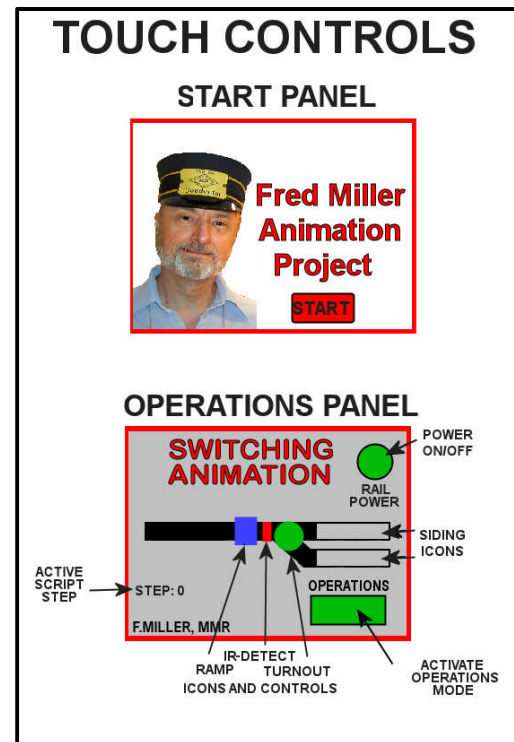 TOUCH CONTROLS
START PANEL
Fred Miller
Animation
Project
START
OPERATIONS PANEL
SWITCHING
ANIMATION
POWER
ON/OFF
RAIL
POWER
SIDING
ICONS
ACTIVE
SCRIPT
STEP
STEP: 0
OPERATIONS
F.MILLER, MMR
IR-DETECT
RAMP TURNOUT
ICONS AND CONTROLS
ACTIVATE
OPERATIONS
MODE